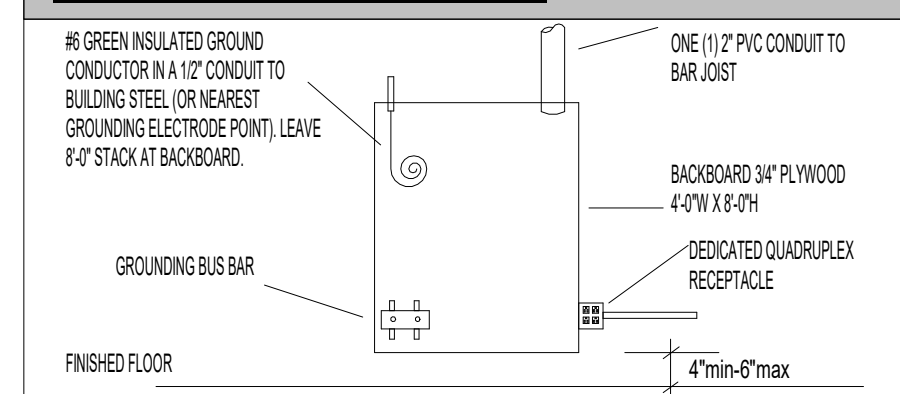 #6 GREEN INSULATED GROUND
CONDUCTOR IN A 1/2" CONDUIT TO
BUILDING STEEL (OR NEAREST
GROUNDING ELECTRODE POINT). LEAVE
8'-0" STACK AT BACKBOARD.
ONE (1) 2" PVC CONDUIT TO
BAR JOIST
BACKBOARD 3/4" PLYWOOD
4'-0"W X 8'-0"H
DEDICATED QUADRUPLEX
RECEPTACLE
GROUNDING BUS BAR
FINISHED FLOOR
4"min-6"max